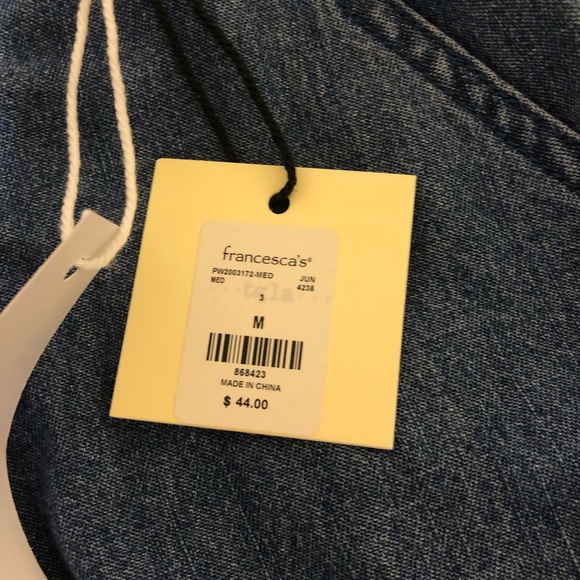 francesca's®
PW2003172-MED JUN
MED 4238
3
M
868423
MADE IN CHINA
$ 44.00